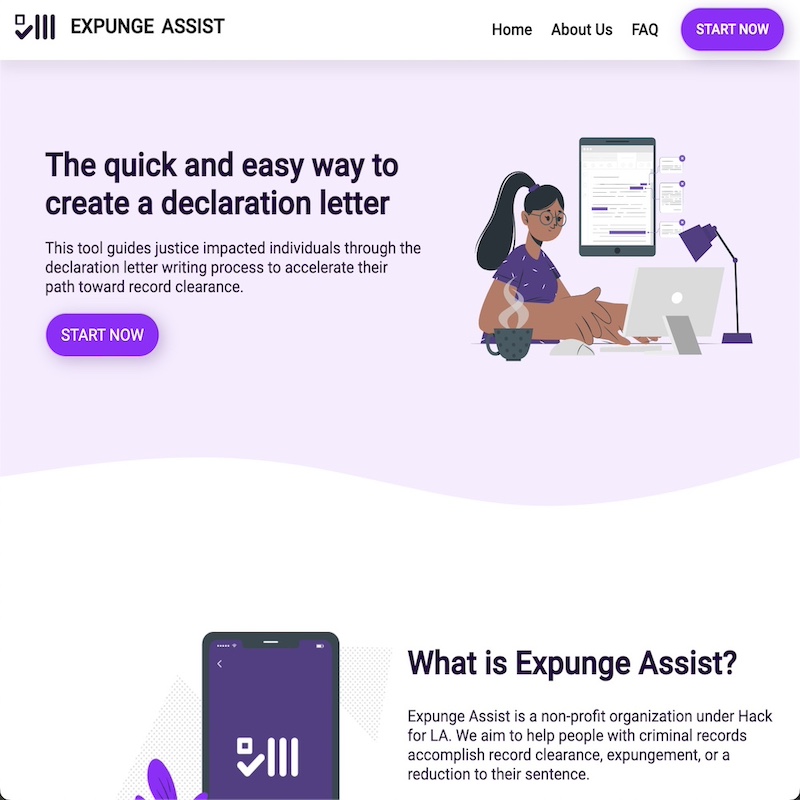 EXPUNGE ASSIST
Home
About Us
FAQ
START NOW
The quick and easy way to
create a declaration letter
This tool guides justice impacted individuals through the
declaration letter writing process to accelerate their
path toward record clearance.
START NOW
What is Expunge Assist?
Expunge Assist is a non-profit organization under Hack
for LA. We aim to help people with criminal records
accomplish record clearance, expungement, or a
reduction to their sentence.